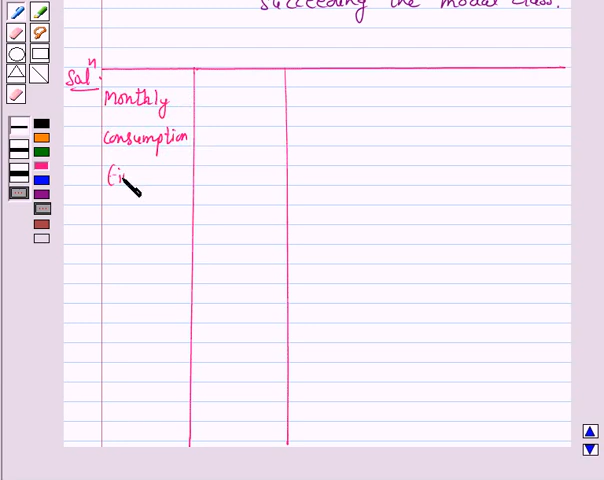 succeeding the modal class.
Solⁿ.
Monthly
consumption
(i